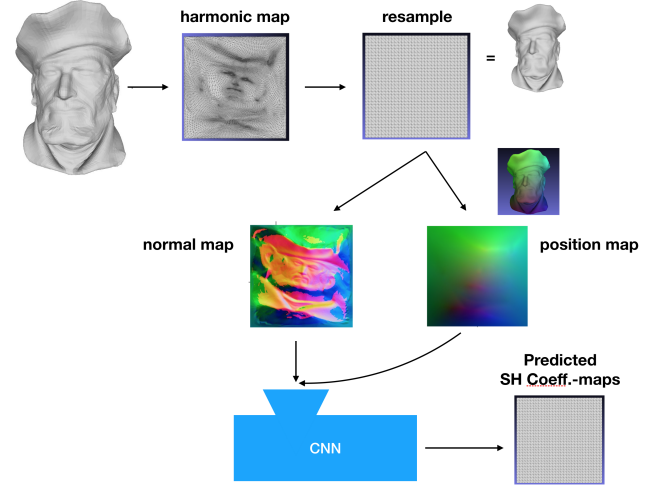 harmonic map
resample
=
normal map
position map
Predicted
SH Coeff.-maps
CNN